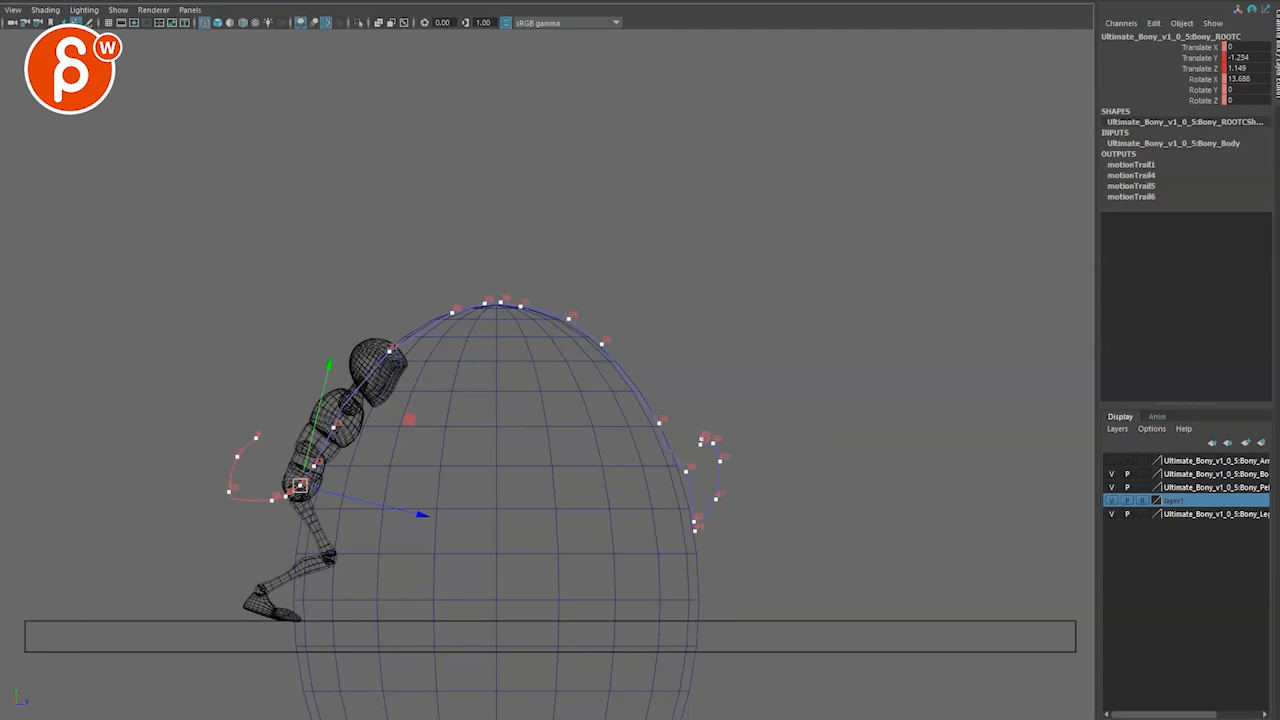 View Shading Lighting Show Renderer Panels
0.00 1.00 sRGB gamma
W
Channels Edit Object Show
Ultimate_Bony_v1_0_5:Bony_ROOTC
Translate X 0
Translate Y -1.234
Translate Z 1.149
Rotate X 13.688
Rotate Y 0
Rotate Z 0
SHAPES
Ultimate_Bony_v1_0_5:Bony_ROOTCSh...
INPUTS
Ultimate_Bony_v1_0_5:Bony_Body
OUTPUTS
motionTrail1
motionTrail4
motionTrail5
motionTrail6
Display Anim
Layers Options Help
Ultimate_Bony_v1_0_5:Bony_Ar
V P Ultimate_Bony_v1_0_5:Bony_Bo
V P Ultimate_Bony_v1_0_5:Bony_Pel
V P R layer1
V P Ultimate_Bony_v1_0_5:Bony_Leg